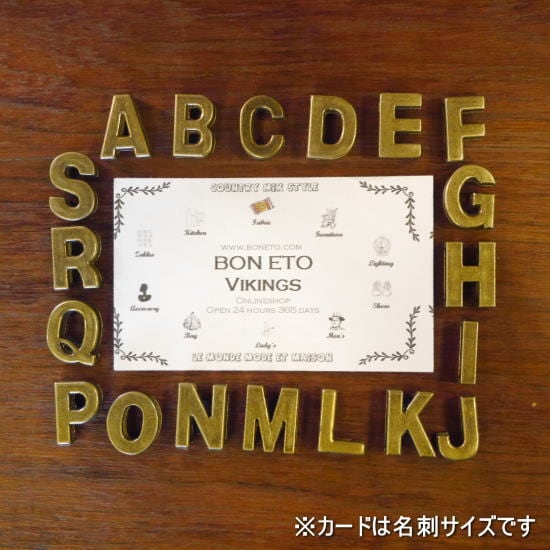 A B C D E F
G
H
I
J
K
L
M
N
O
P
Q
R
S
COUNTRY MIX STYLE
Fabric
Kitchen
Furniture
Zakka
WWW.BONETO.COM
Lighting
BON ETO
VIKINGS
Accessory
ONLINESHOP
Shoes
OPEN 24 HOURS 365 DAYS
Bag
Men's
Lady's
LE MONDE MODE ET MAISON
※カードは名刺サイズです